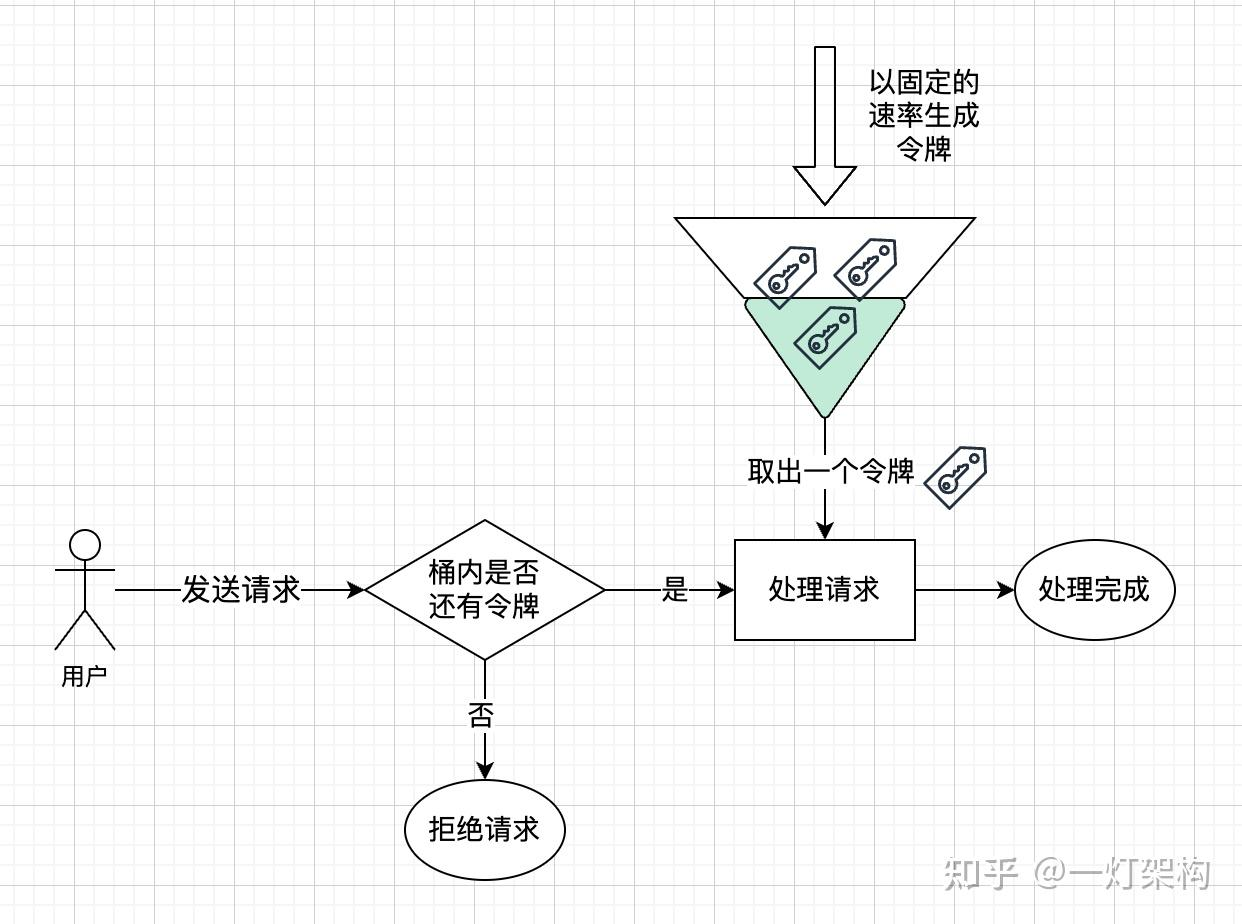 以固定的
速率生成
令牌
取出一个令牌
发送请求
桶内是否
还有令牌
是
处理请求
处理完成
用户
否
拒绝请求
知乎 @一灯架构